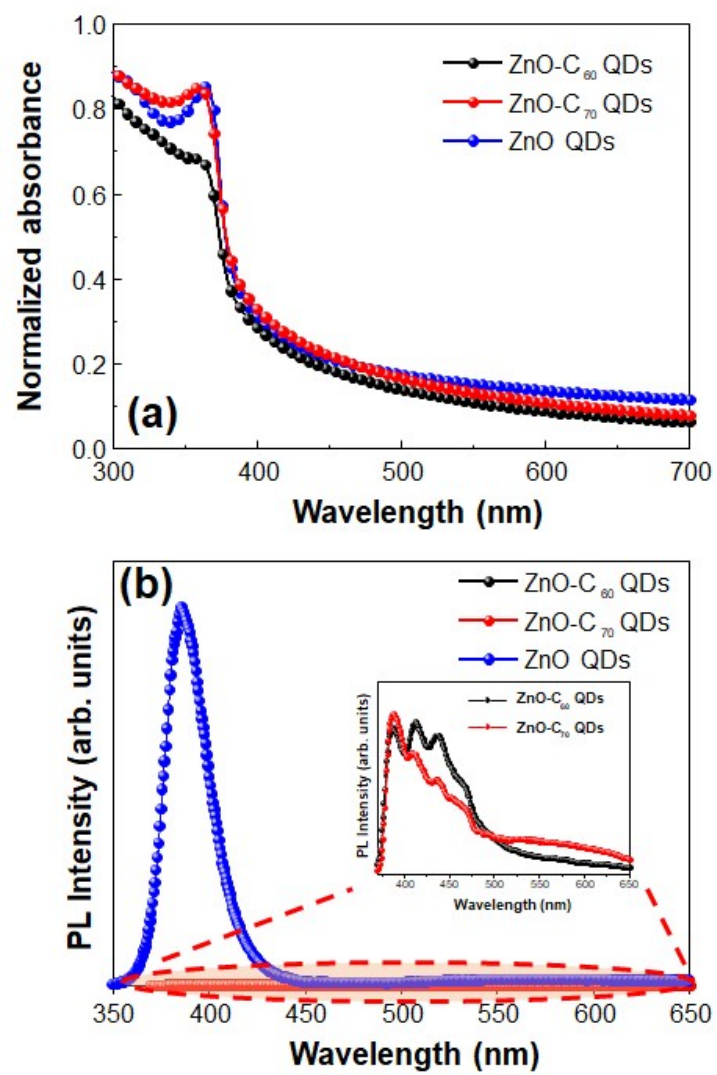 1.0
0.8
0.6
0.4
0.2
0.0
Normalized absorbance
ZnO-C₆₀ QDs
ZnO-C₇₀ QDs
ZnO QDs
(a)
300 400 500 600 700
Wavelength (nm)
(b)
PL Intensity (arb. units)
ZnO-C₆₀ QDs
ZnO-C₇₀ QDs
ZnO QDs
PL Intensity (arb. units)
ZnO-C₆₀ QDs
ZnO-C₇₀ QDs
400 450 500 550 600 650
Wavelength (nm)
350 400 450 500 550 600 650
Wavelength (nm)